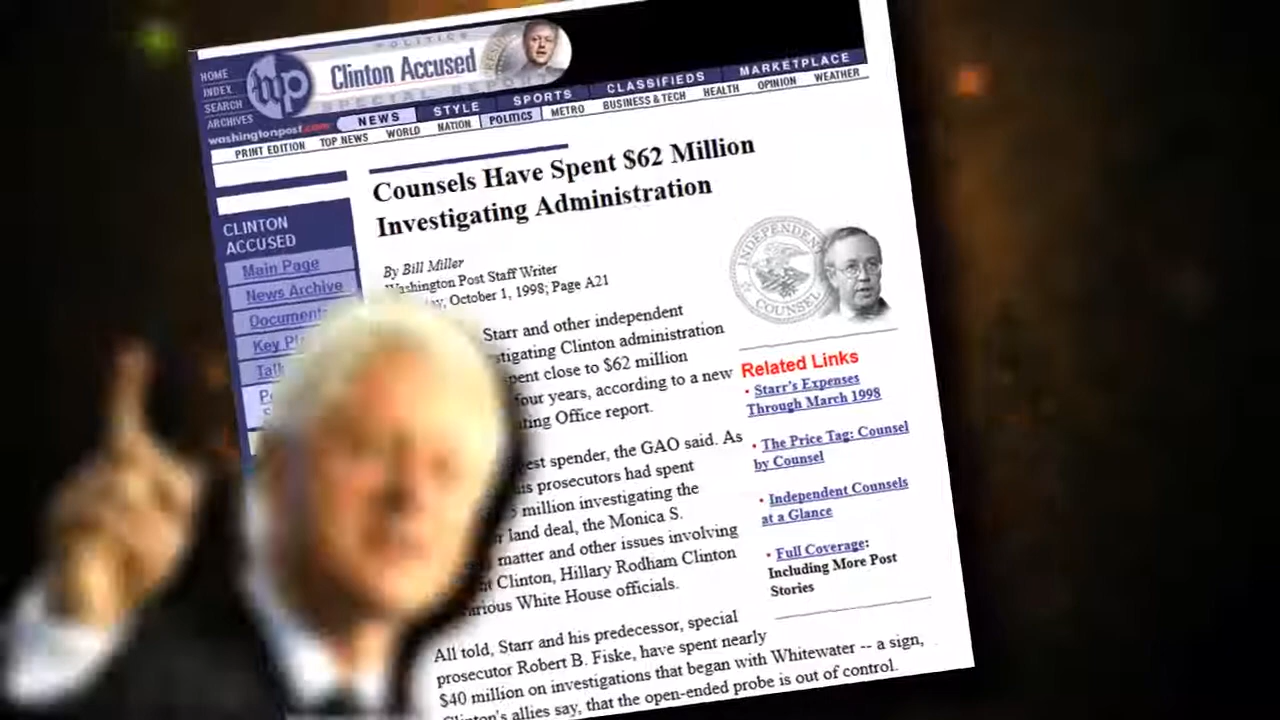 POLITICS
Clinton Accused
SPECIAL REPORT
HOME
INDEX
SEARCH
ARCHIVES
wp
washingtonpost.com
NEWS
STYLE
SPORTS
CLASSIFIEDS
MARKETPLACE
PRINT EDITION
TOP NEWS
WORLD
NATION
POLITICS
METRO
BUSINESS & TECH
HEALTH
OPINION
WEATHER
CLINTON
ACCUSED
Main Page
News Archive
Counsels Have Spent $62 Million
Investigating Administration
By Bill Miller
Washington Post Staff Writer
October 1, 1998; Page A21
Starr and other independent
Clinton administration
close to $62 million
years, according to a new
Office report.
spender, the GAO said. As
prosecutors had spent
million investigating the
land deal, the Monica S.
matter and other issues involving
Clinton, Hillary Rodham Clinton
White House officials.
All told, Starr and his predecessor, special
prosecutor Robert B. Fiske, have spent nearly
$40 million on investigations that began with Whitewater -- a sign,
Clinton's allies say, that the open-ended probe is out of control.
INDEPENDENT
COUNSEL
Related Links
• Starr's Expenses
Through March 1998
• The Price Tag: Counsel
by Counsel
• Independent Counsels
at a Glance
• Full Coverage:
Including More Post
Stories